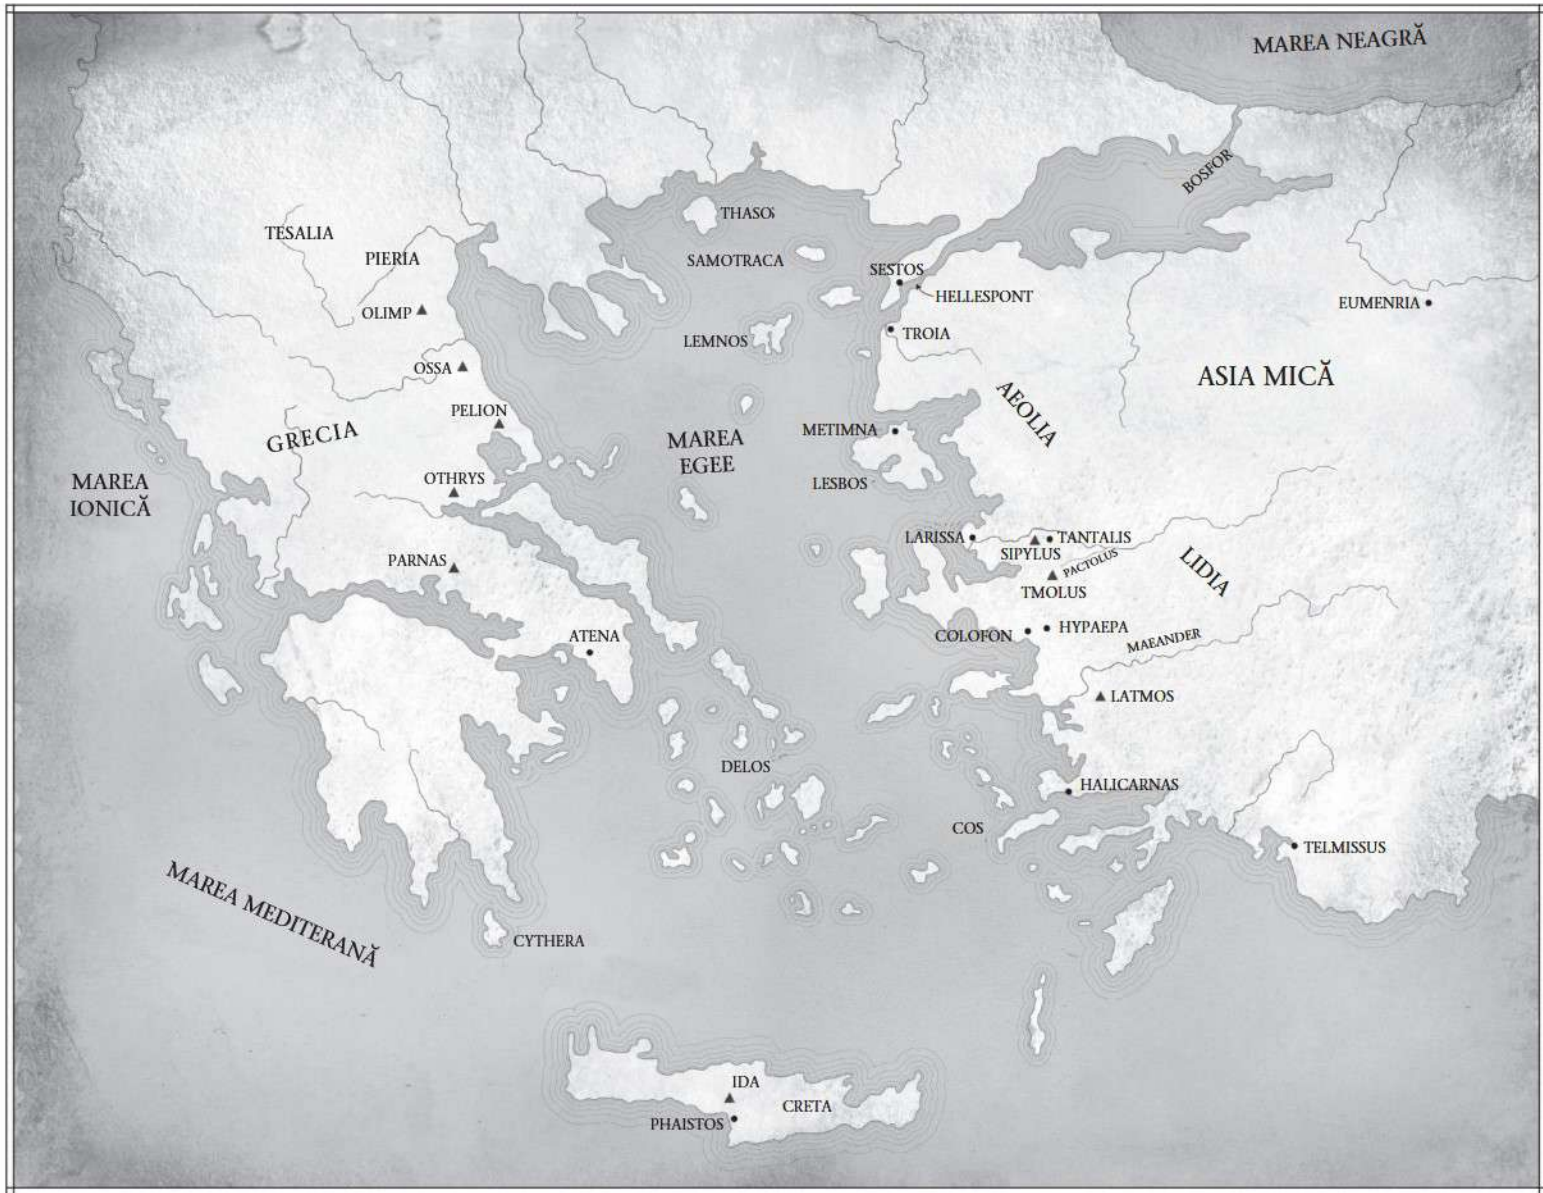 MAREA NEAGRĂ
BOSFOR
THASOS
TESALIA
PIERIA
SAMOTRACA
SESTOS
HELLESPONT
EUMENRIA
OLIMP
TROIA
LEMNOS
OSSA
ASIA MICĂ
AEOLIA
PELION
GRECIA
METIMNA
MAREA
EGEE
MAREA
IONICĂ
OTHRYS
LESBOS
LARISSA
TANTALIS
SIPYLUS
PARNAS
PACTOLUS
LIDIA
TMOLUS
ATENA
COLOFON
HYPAEPA
MAEANDER
LATMOS
DELOS
HALICARNAS
COS
TELMISSUS
MAREA MEDITERANĂ
CYTHERA
IDA
CRETA
PHAISTOS